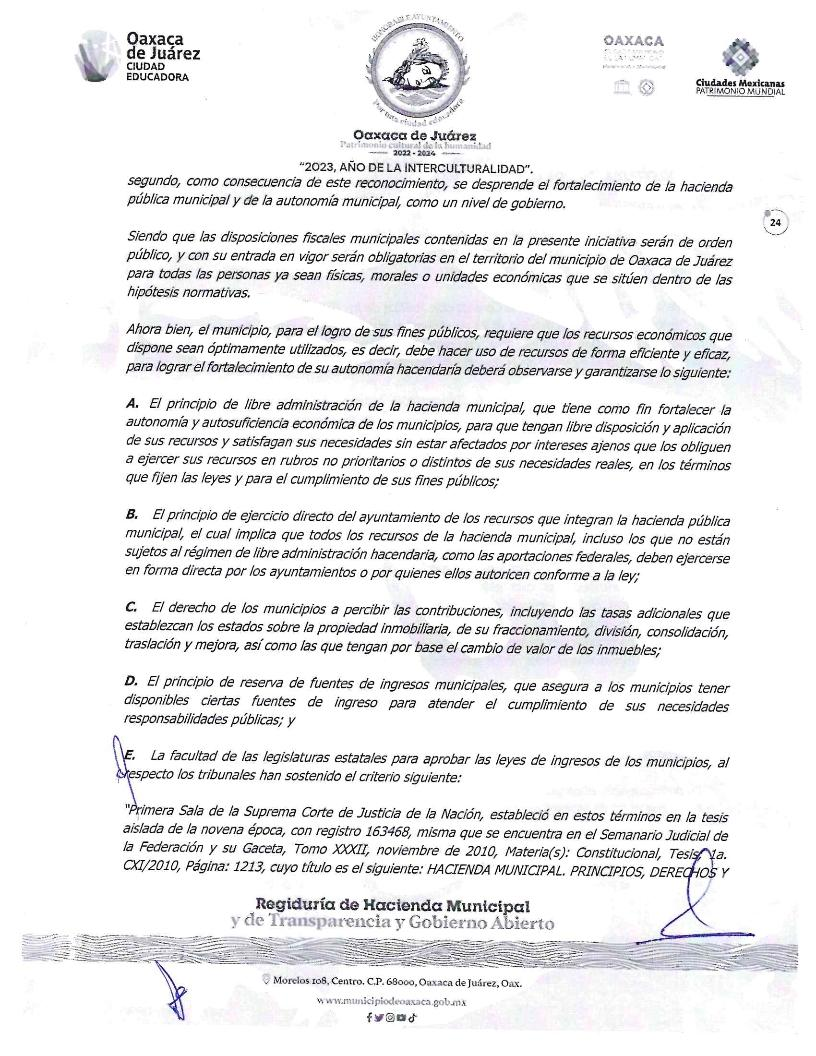 Oaxaca
de Juárez
CIUDAD
EDUCADORA
HONORABLE AYUNTAMIENTO
Por una ciudad educadora
Oaxaca de Juárez
Patrimonio cultural de la humanidad
2022 - 2024
OAXACA
Ciudades Mexicanas
PATRIMONIO MUNDIAL
"2023, AÑO DE LA INTERCULTURALIDAD".
24
segundo, como consecuencia de este reconocimiento, se desprende el fortalecimiento de la hacienda
pública municipal y de la autonomía municipal, como un nivel de gobierno.
Siendo que las disposiciones fiscales municipales contenidas en la presente iniciativa serán de orden
público, y con su entrada en vigor serán obligatorias en el territorio del municipio de Oaxaca de Juárez
para todas las personas ya sean físicas, morales o unidades económicas que se sitúen dentro de las
hipótesis normativas.
Ahora bien, el municipio, para el logro de sus fines públicos, requiere que los recursos económicos que
dispone sean óptimamente utilizados, es decir, debe hacer uso de recursos de forma eficiente y eficaz,
para lograr el fortalecimiento de su autonomía hacendaría deberá observarse y garantizarse lo siguiente:
A. El principio de libre administración de la hacienda municipal, que tiene como fin fortalecer la
autonomía y autosuficiencia económica de los municipios, para que tengan libre disposición y aplicación
de sus recursos y satisfagan sus necesidades sin estar afectados por intereses ajenos que los obliguen
a ejercer sus recursos en rubros no prioritarios o distintos de sus necesidades reales, en los términos
que fijen las leyes y para el cumplimiento de sus fines públicos;
B. El principio de ejercicio directo del ayuntamiento de los recursos que integran la hacienda pública
municipal, el cual implica que todos los recursos de la hacienda municipal, incluso los que no están
sujetos al régimen de libre administración hacendaria, como las aportaciones federales, deben ejercerse
en forma directa por los ayuntamientos o por quienes ellos autoricen conforme a la ley;
C. El derecho de los municipios a percibir las contribuciones, incluyendo las tasas adicionales que
establezcan los estados sobre la propiedad inmobiliaria, de su fraccionamiento, división, consolidación,
traslación y mejora, así como las que tengan por base el cambio de valor de los inmuebles;
D. El principio de reserva de fuentes de ingresos municipales, que asegura a los municipios tener
disponibles ciertas fuentes de ingreso para atender el cumplimiento de sus necesidades
responsabilidades públicas; y
E. La facultad de las legislaturas estatales para aprobar las leyes de ingresos de los municipios, al
respecto los tribunales han sostenido el criterio siguiente:
"Primera Sala de la Suprema Corte de Justicia de la Nación, estableció en estos términos en la tesis
aislada de la novena época, con registro 163468, misma que se encuentra en el Semanario Judicial de
la Federación y su Gaceta, Tomo XXXII, noviembre de 2010, Materia(s): Constitucional, Tesis: 1a.
CXI/2010, Página: 1213, cuyo título es el siguiente: HACIENDA MUNICIPAL. PRINCIPIOS, DERECHOS Y
Regiduría de Hacienda Municipal
y de Transparencia y Gobierno Abierto
Morelos 108, Centro. C.P. 68000, Oaxaca de Juárez, Oax.
www.municipiodeoaxaca.gob.mx